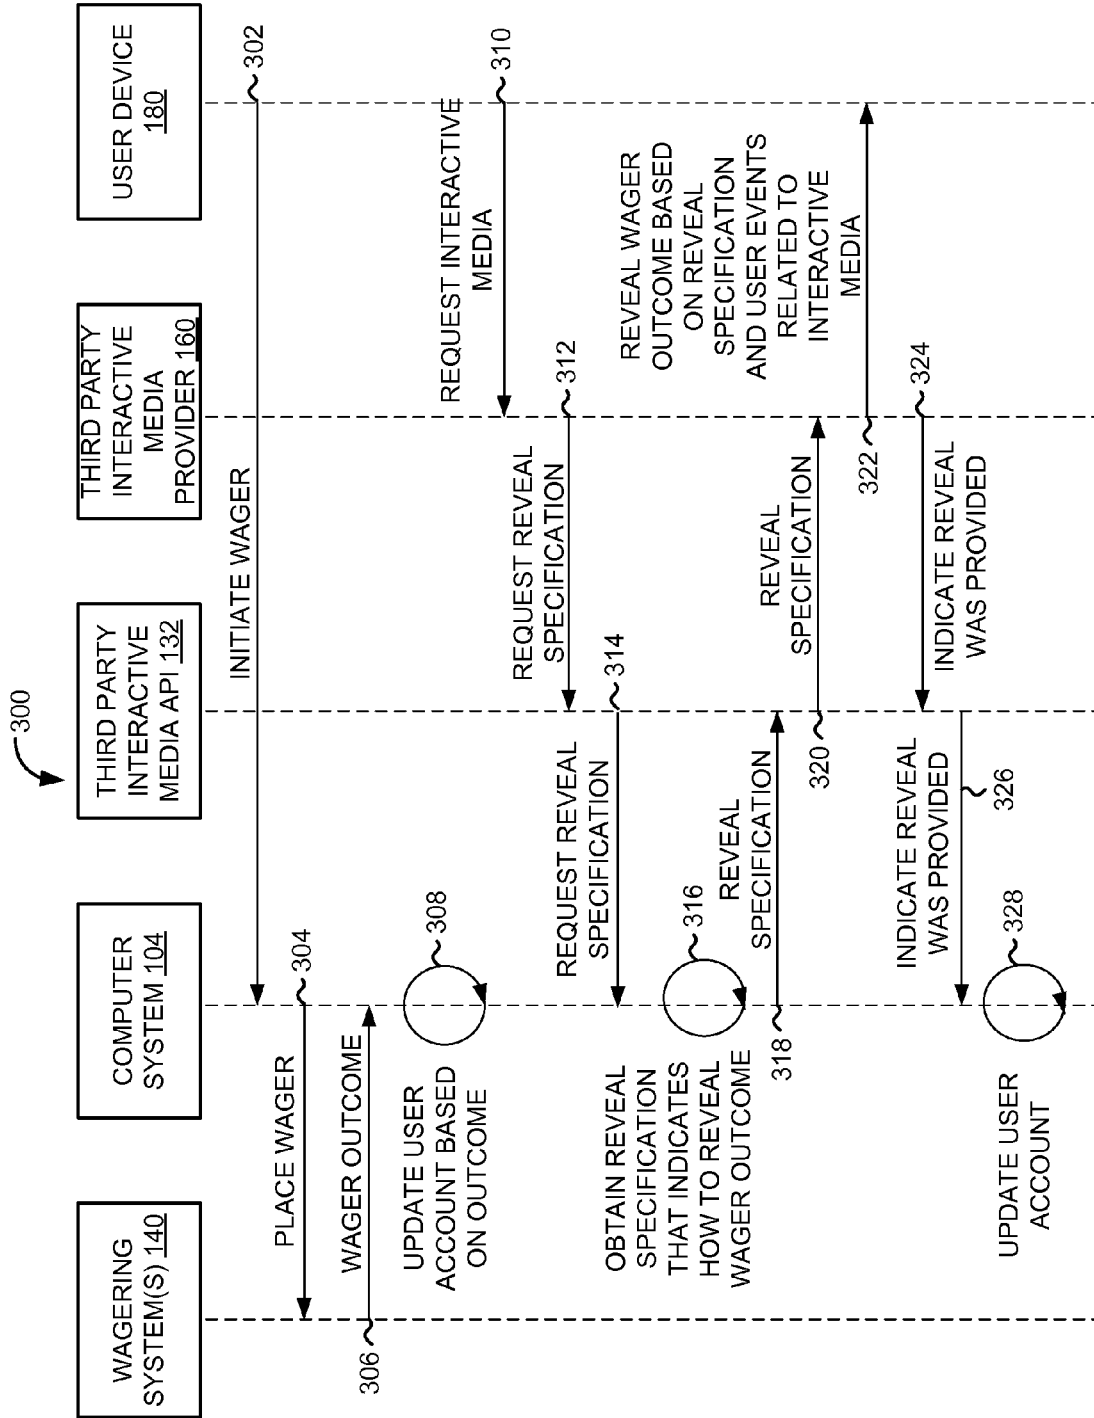 300
WAGERING
SYSTEM(S) 140
COMPUTER
SYSTEM 104
THIRD PARTY
INTERACTIVE
MEDIA API 132
THIRD PARTY
INTERACTIVE
MEDIA
PROVIDER 160
USER DEVICE
180
INITIATE WAGER
302
PLACE WAGER
304
WAGER OUTCOME
306
UPDATE USER
ACCOUNT BASED
ON OUTCOME
308
REQUEST INTERACTIVE
MEDIA
310
REQUEST REVEAL
SPECIFICATION
312
REQUEST REVEAL
SPECIFICATION
314
OBTAIN REVEAL
SPECIFICATION
THAT INDICATES
HOW TO REVEAL
WAGER OUTCOME
316
REVEAL
SPECIFICATION
318
REVEAL
SPECIFICATION
320
REVEAL WAGER
OUTCOME BASED
ON REVEAL
SPECIFICATION
AND USER EVENTS
RELATED TO
INTERACTIVE
MEDIA
322
INDICATE REVEAL
WAS PROVIDED
324
INDICATE REVEAL
WAS PROVIDED
326
UPDATE USER
ACCOUNT
328